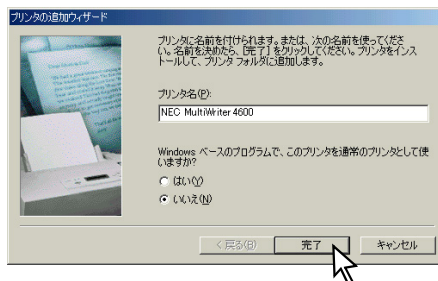 プリンタの追加ウィザード
プリンタに名前を付けられます。または、次の名前を使ってくださ
い。名前を決めたら、[完了] をクリックしてください。プリンタをインス
トールして、プリンタ フォルダに追加します。
プリンタ名(P):
NEC MultiWriter 4600
Windows ベースのプログラムで、このプリンタを通常のプリンタとして使
いますか?
はい(Y)
いいえ(N)
< 戻る(B)
完了
キャンセル